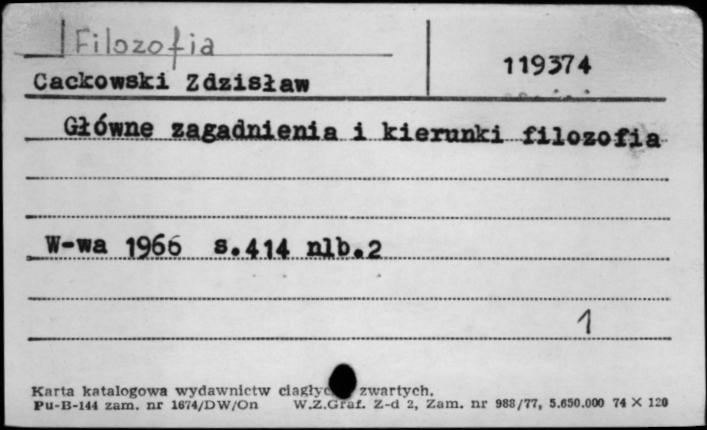 Filozofia
119374
Cackowski Zdzisław
Główne zagadnienia i kierunki filozofia
W-wa 1966 s.414 nlb.2
1
Karta katalogowa wydawnictw zwartych.
Pu-B-144 zam. nr 1674/DW/On W.Z.Graf. Z-d 2, Zam. nr 988/77, 5.650.000 74 X 120